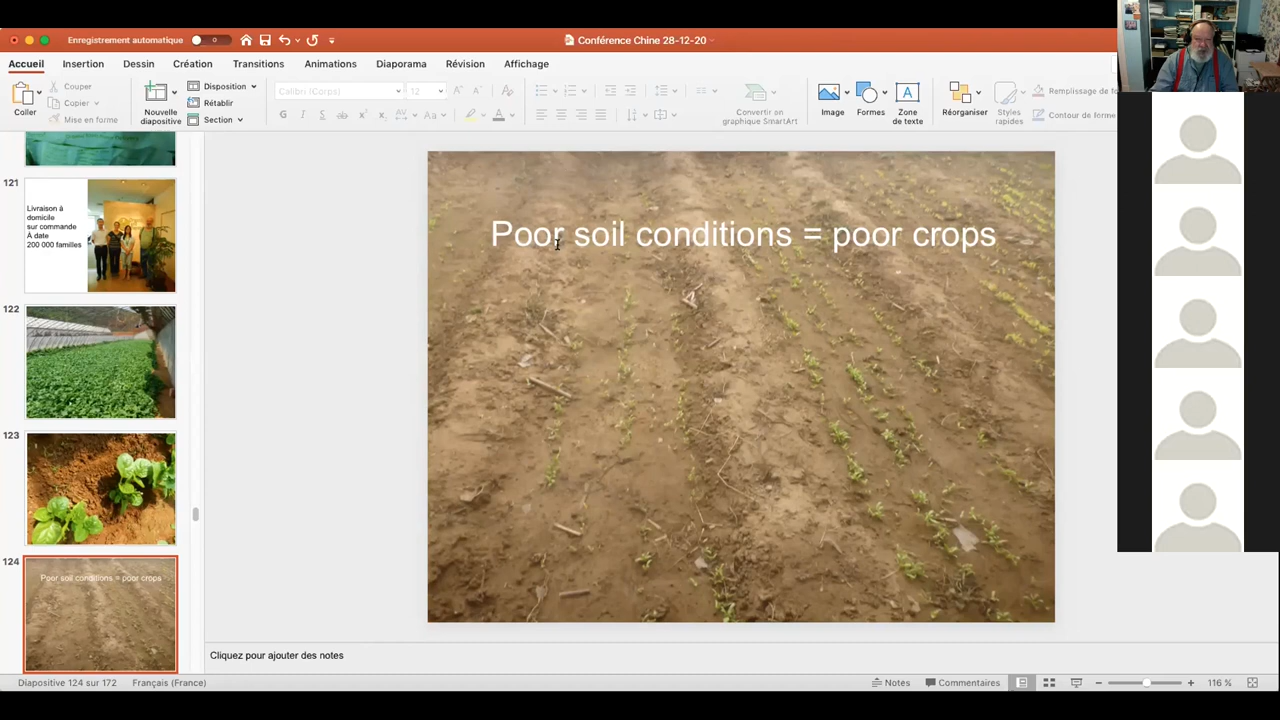 Enregistrement automatique
Conférence Chine 28-12-20
Accueil Insertion Dessin Création Transitions Animations Diaporama Révision Affichage
Coller
Couper
Copier
Mise en forme
Nouvelle
diapositive
Disposition
Rétablir
Section
Calibri (Corps) 12
G I S
Convertir en
graphique SmartArt
Image
Formes
Zone
de texte
Réorganiser
Styles
rapides
Remplissage de fo
Contour de forme
121
Livraison à
domicile
sur commande
À date
200 000 familles
122
123
124
Poor soil conditions = poor crops
Poor soil conditions = poor crops
Cliquez pour ajouter des notes
Diapositive 124 sur 172 Français (France) Notes Commentaires 116 %